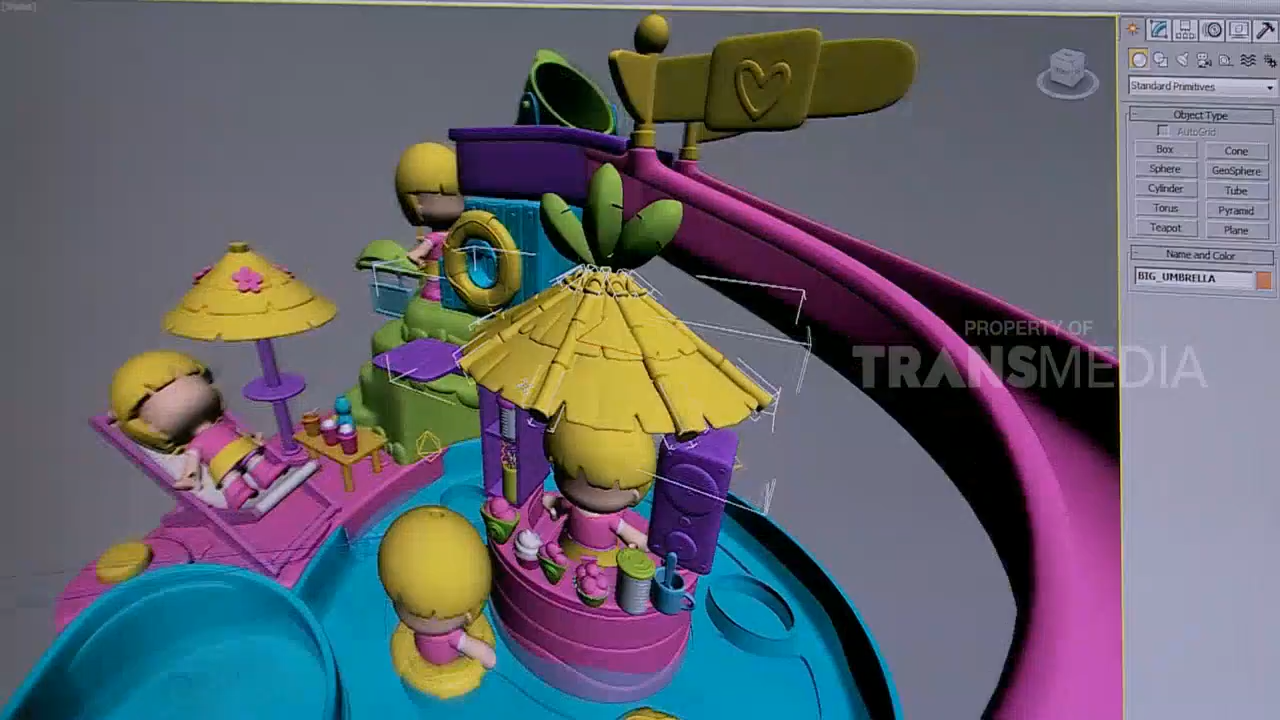 Standard Primitives
Object Type
AutoGrid
Box
Cone
Sphere
GeoSphere
Cylinder
Tube
Torus
Pyramid
Teapot
Plane
Name and Color
BIG_UMBRELLA
PROPERTY OF
TRANSMEDIA